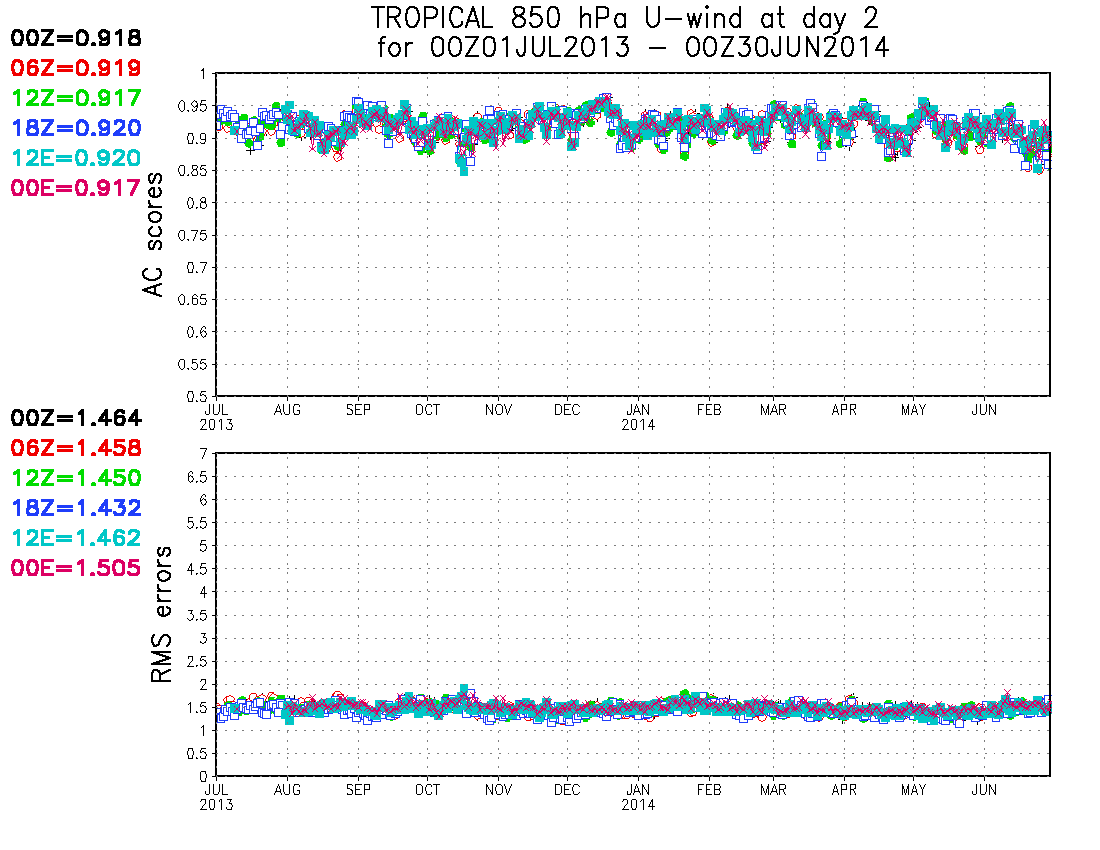 TROPICAL 850 hPa U-wind at day 2
for 00Z01JUL2013 - 00Z30JUN2014
00Z=0.918
06Z=0.919
12Z=0.917
18Z=0.920
12E=0.920
00E=0.917
AC scores
1
0.95
0.9
0.85
0.8
0.75
0.7
0.65
0.6
0.55
0.5
JUL AUG SEP OCT NOV DEC JAN FEB MAR APR MAY JUN
2013 2014
00Z=1.464
06Z=1.458
12Z=1.450
18Z=1.432
12E=1.462
00E=1.505
RMS errors
7
6.5
6
5.5
5
4.5
4
3.5
3
2.5
2
1.5
1
0.5
0
JUL AUG SEP OCT NOV DEC JAN FEB MAR APR MAY JUN
2013 2014